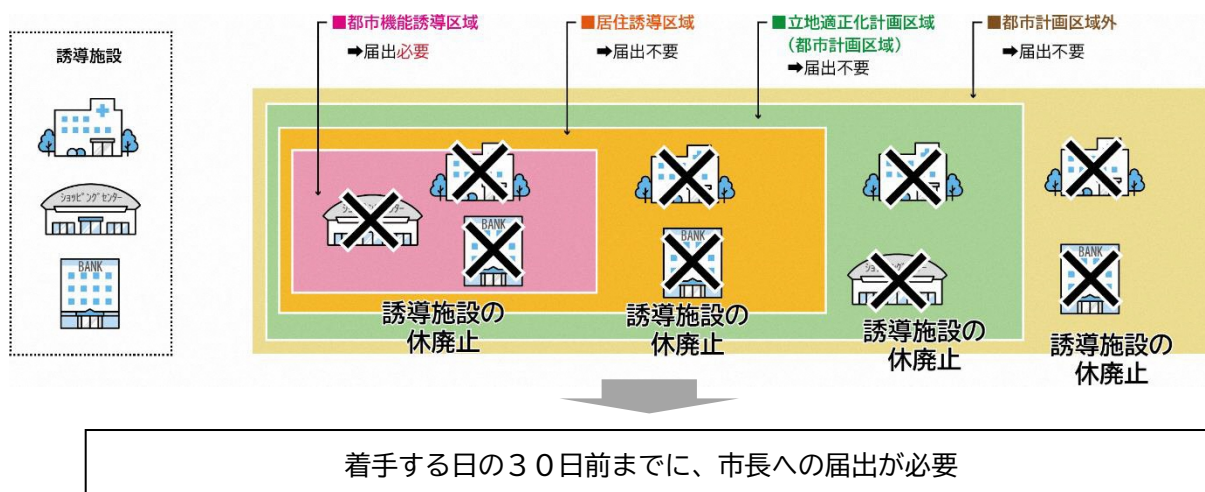 誘導施設
ショッピングセンター
BANK
■都市機能誘導区域
➡届出必要
■居住誘導区域
➡届出不要
■立地適正化計画区域
(都市計画区域)
➡届出不要
■都市計画区域外
➡届出不要
BANK
誘導施設の
休廃止
BANK
誘導施設の
休廃止
誘導施設の
休廃止
BANK
誘導施設の
休廃止
着手する日の30日前までに、市長への届出が必要